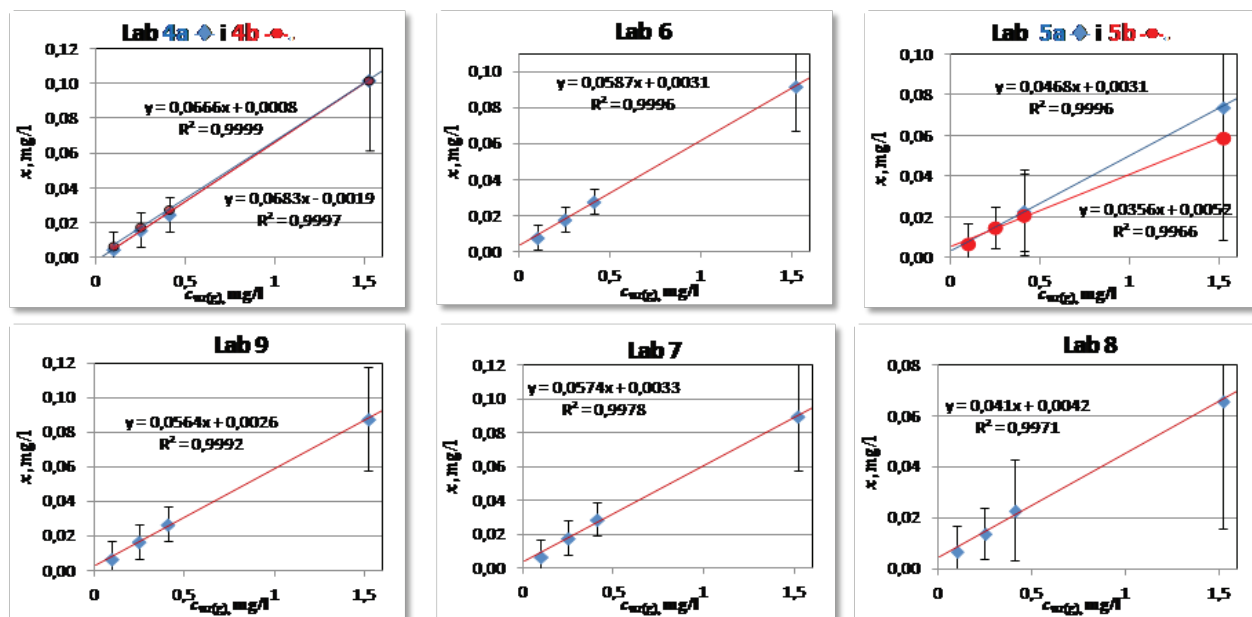 Lab 4a i 4b
0,12
0,10
0,08
0,06
0,04
0,02
0,00
x, mg/l
y = 0,0666x + 0,0008
R² = 0,9999
y = 0,0683x - 0,0019
R² = 0,9997
0
0,5
1
1,5
mg/l
Lab 6
0,10
0,08
0,06
0,04
0,02
0,00
x, mg/l
y = 0,0587x + 0,0031
R² = 0,9996
0
0,5
1
1,5
mg/l
Lab 5a i 5b
0,10
0,08
0,06
0,04
0,02
0,00
x, mg/l
y = 0,0468x + 0,0031
R² = 0,9996
y = 0,0356x + 0,0052
R² = 0,9966
0
0,5
1
1,5
mg/l
Lab 9
0,12
0,10
0,08
0,06
0,04
0,02
0,00
x, mg/l
y = 0,0564x + 0,0026
R² = 0,9992
0
0,5
1
1,5
mg/l
Lab 7
0,12
0,10
0,08
0,06
0,04
0,02
0,00
x, mg/l
y = 0,0574x + 0,0033
R² = 0,9978
0
0,5
1
1,5
mg/l
Lab 8
0,08
0,06
0,04
0,02
0,00
x, mg/l
y = 0,041x + 0,0042
R² = 0,9971
0
0,5
1
1,5
mg/l